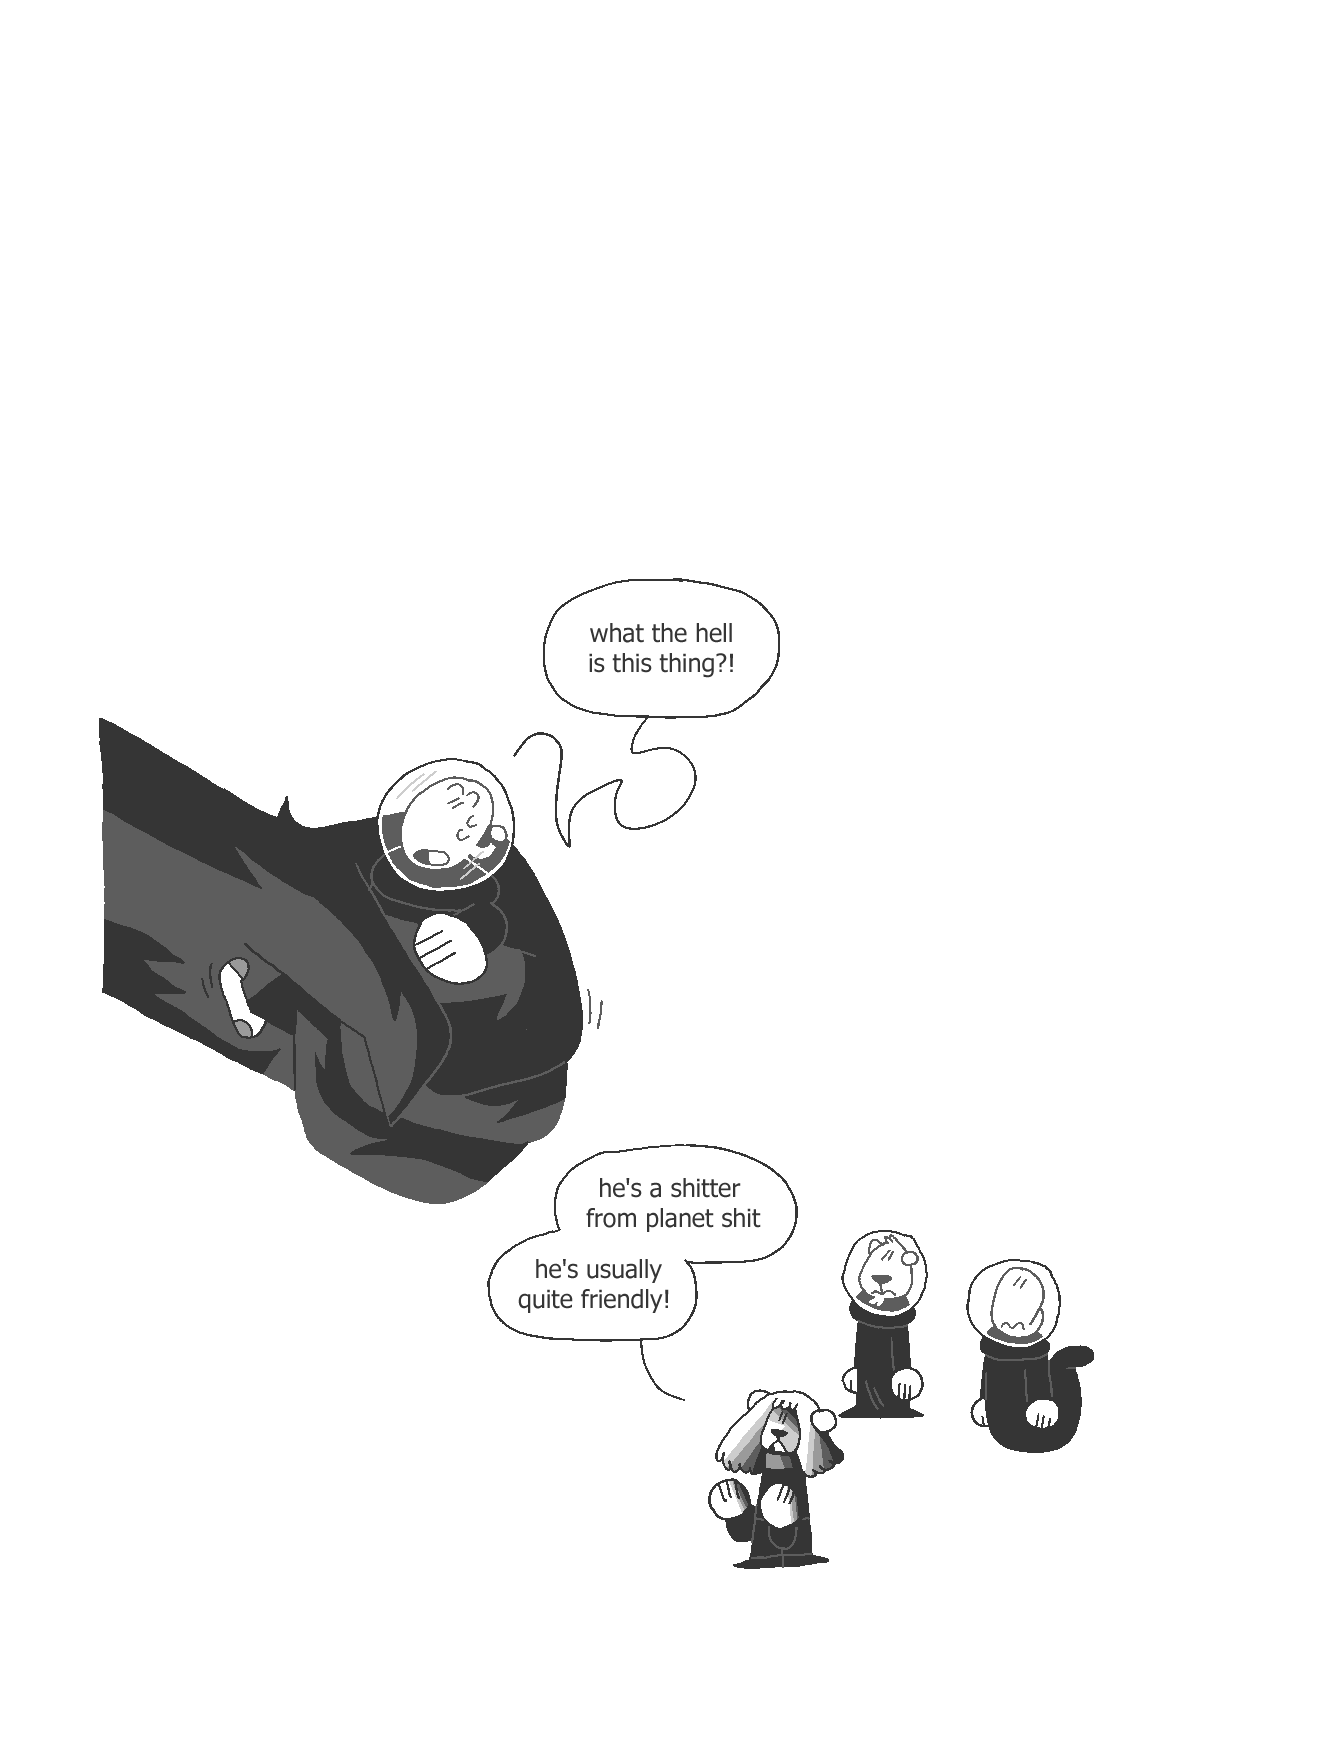 what the hell
is this thing?!
he's a shitter
from planet shit
he's usually
quite friendly!